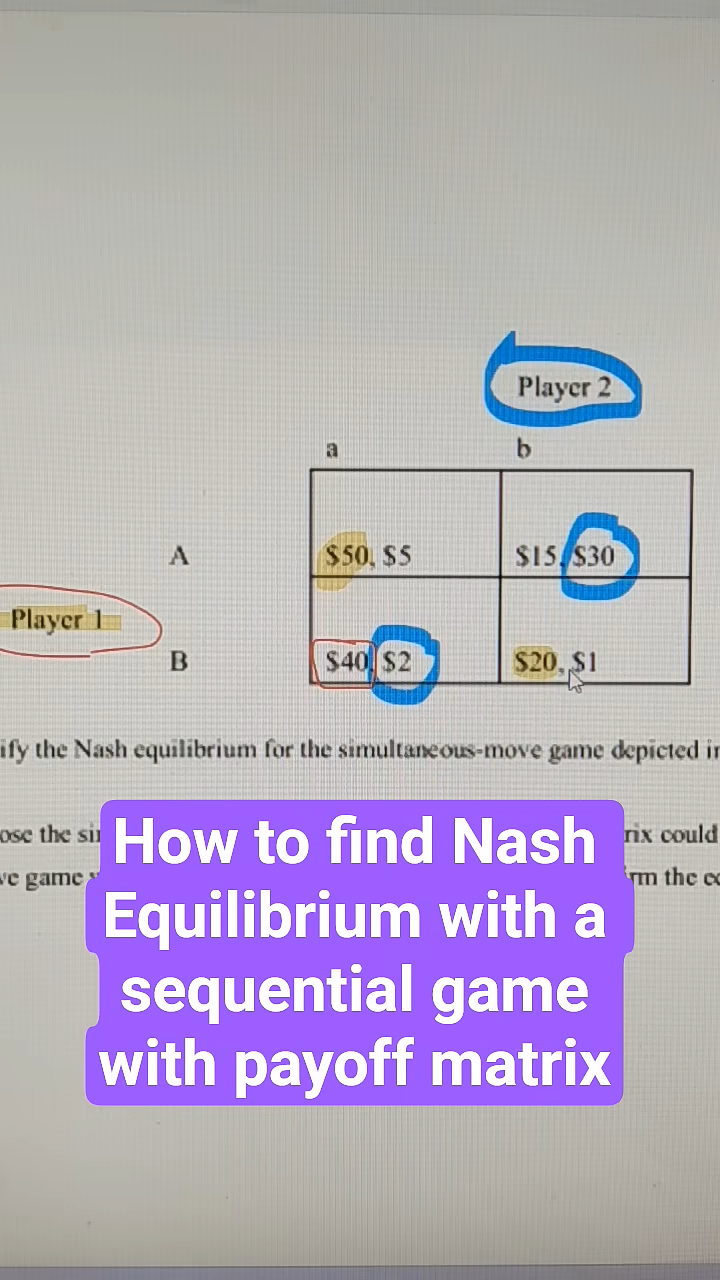 Player 2
a b
A $50, $5 $15, $30
Player 1
B $40, $2 $20, $1
ify the Nash equilibrium for the simultaneous-move game depicted in
ose the si rix could
How to find Nash
ve game rm the
Equilibrium with a
sequential game
with payoff matrix